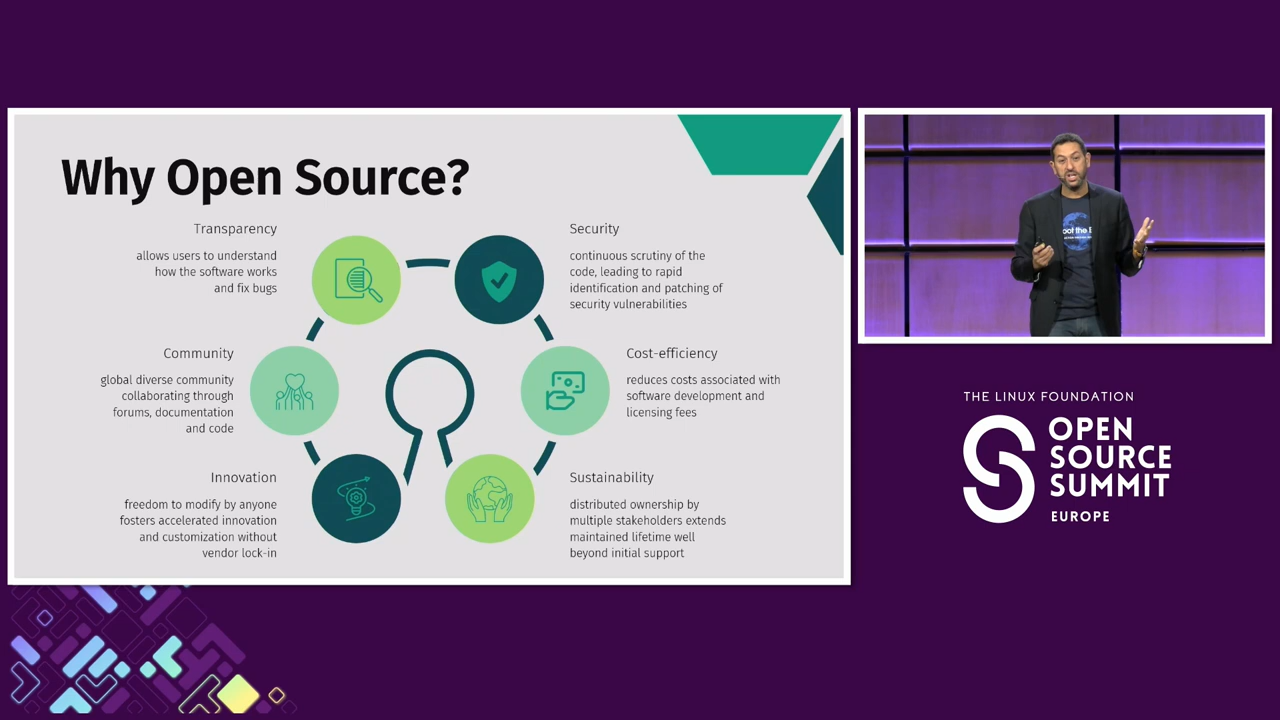 Why Open Source?
Transparency
allows users to understand
how the software works
and fix bugs
Security
continuous scrutiny of the
code, leading to rapid
identification and patching of
security vulnerabilities
Community
global diverse community
collaborating through
forums, documentation
and code
Cost-efficiency
reduces costs associated with
software development and
licensing fees
Innovation
freedom to modify by anyone
fosters accelerated innovation
and customization without
vendor lock-in
Sustainability
distributed ownership by
multiple stakeholders extends
maintained lifetime well
beyond initial support
THE LINUX FOUNDATION
OPEN
SOURCE
SUMMIT
EUROPE